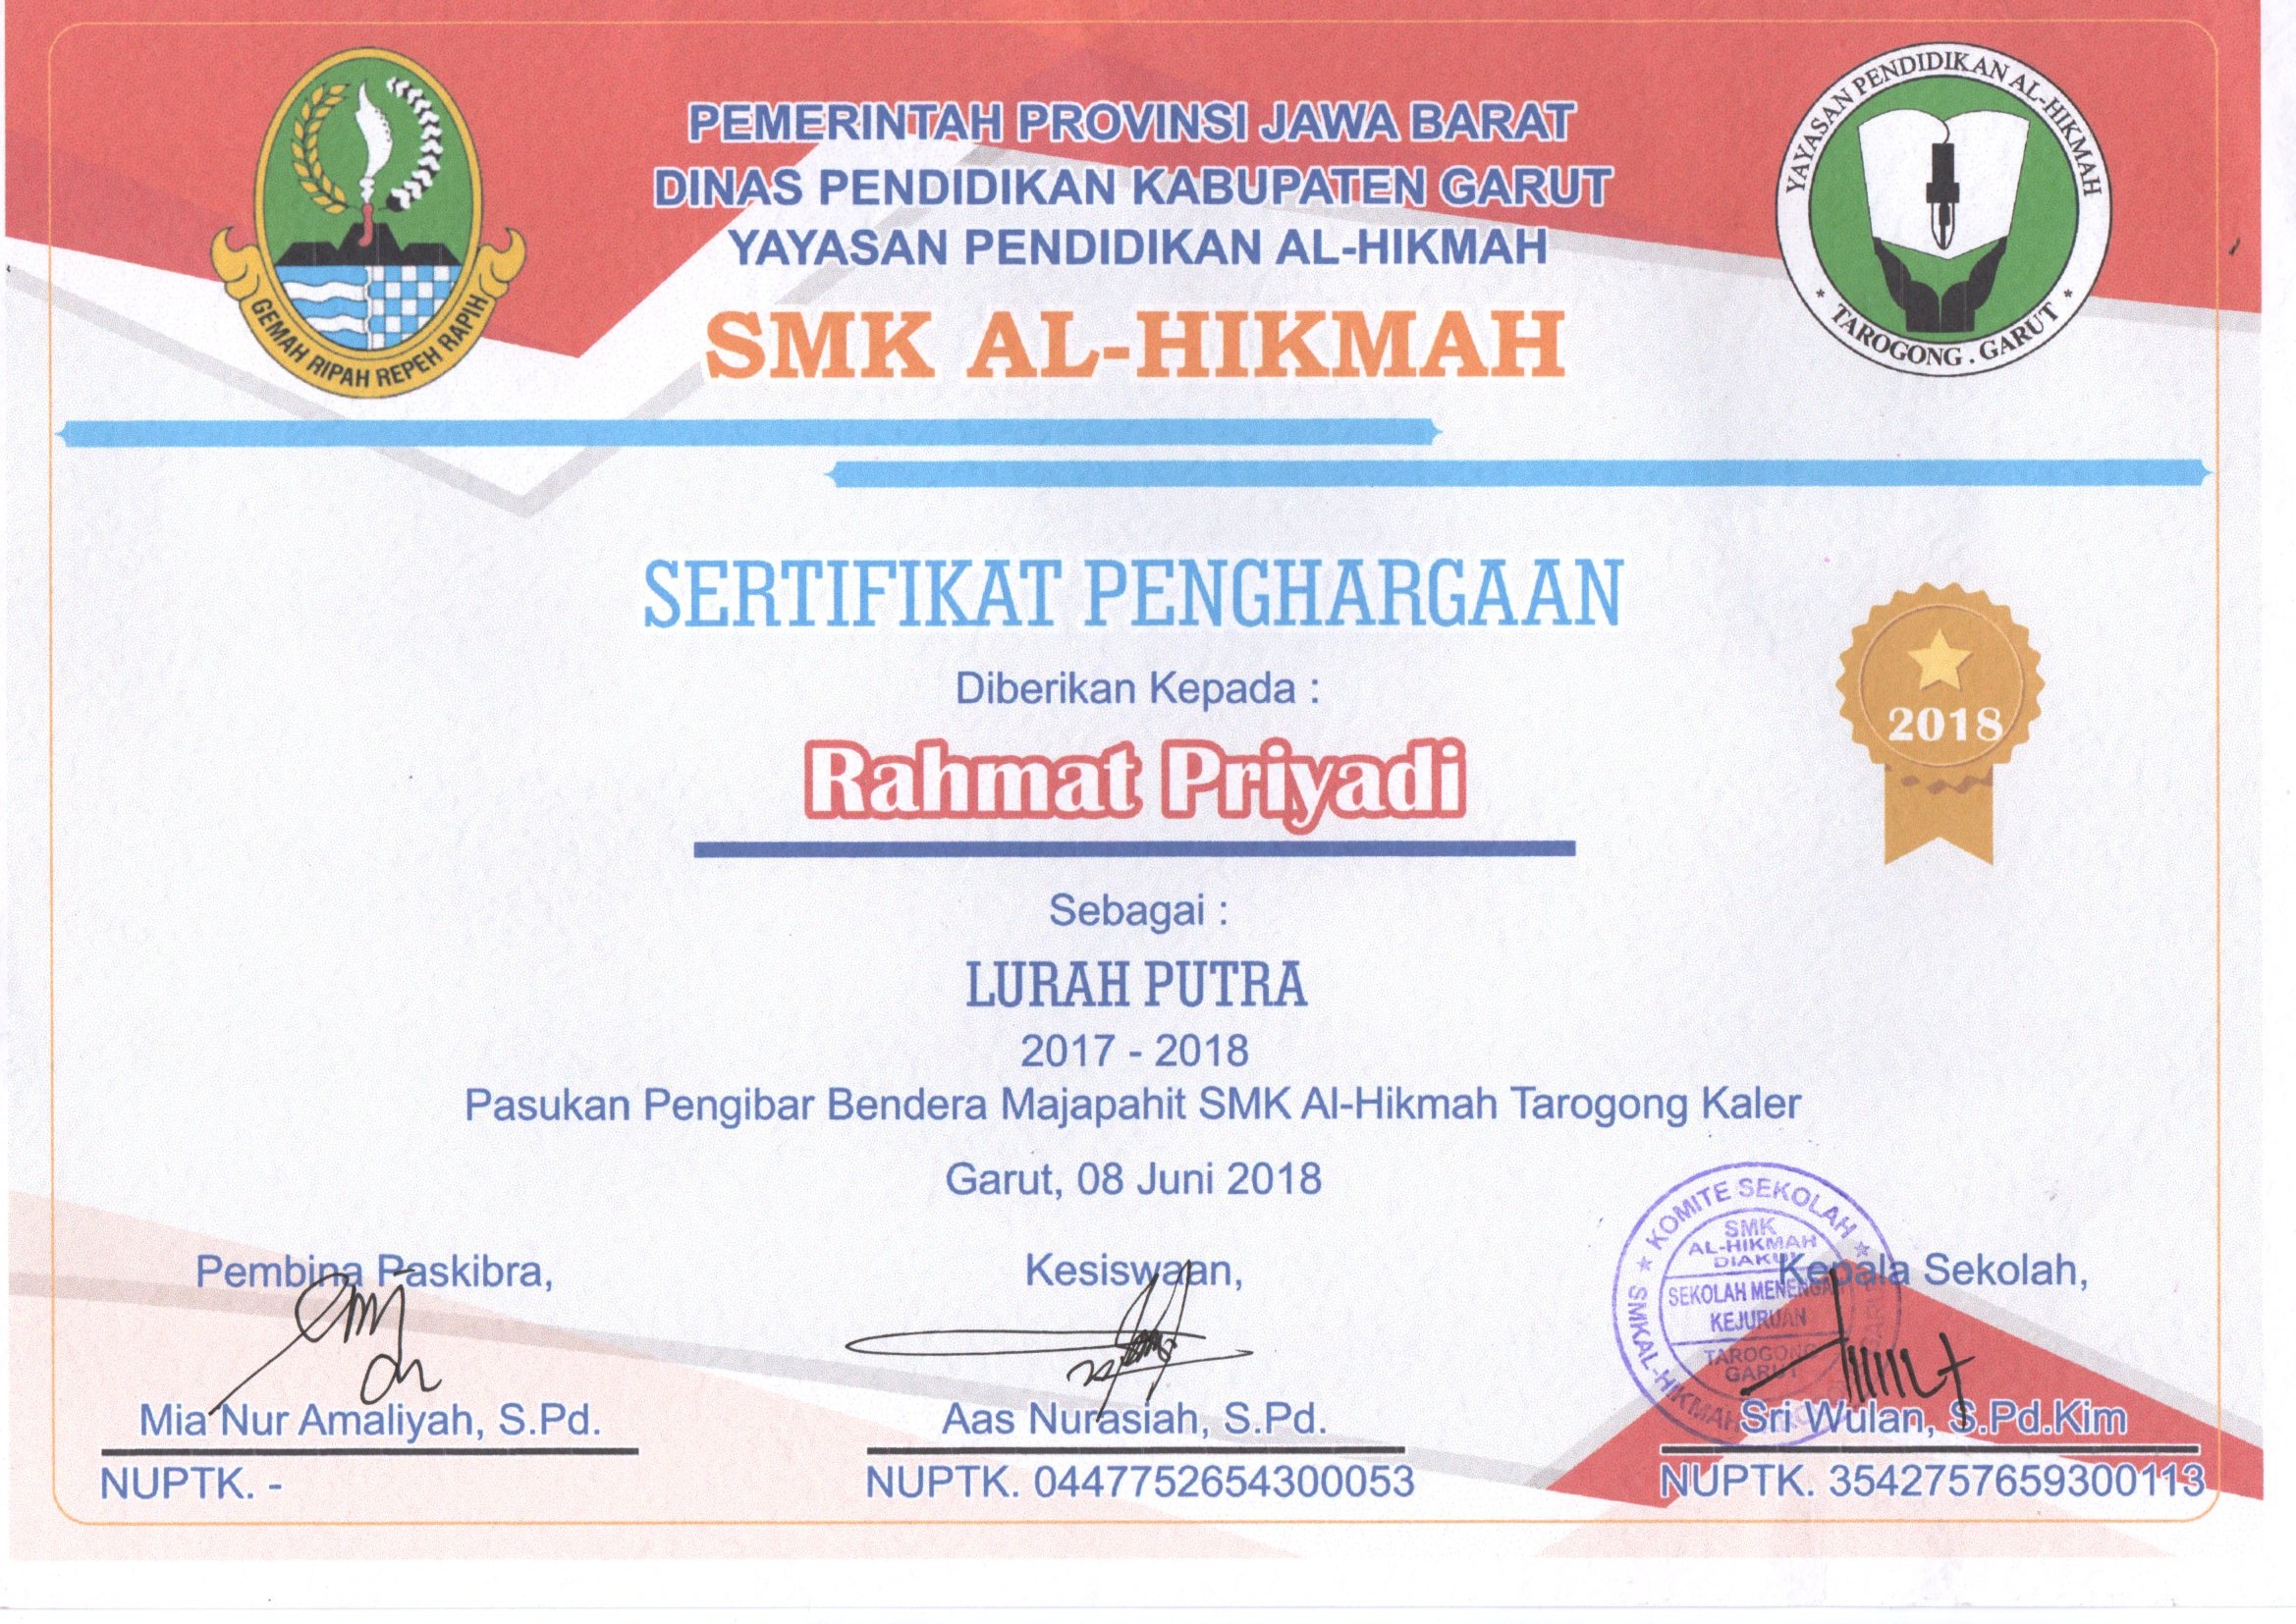 PEMERINTAH PROVINSI JAWA BARAT
DINAS PENDIDIKAN KABUPATEN GARUT
YAYASAN PENDIDIKAN AL-HIKMAH
SMK AL-HIKMAH
GEMAH RIPAH REPEH RAPIH
YAYASAN PENDIDIKAN AL-HIKMAH
* TAROGONG . GARUT *
SERTIFIKAT PENGHARGAAN
Diberikan Kepada :
Rahmat Priyadi
2018
Sebagai :
LURAH PUTRA
2017 - 2018
Pasukan Pengibar Bendera Majapahit SMK Al-Hikmah Tarogong Kaler
Garut, 08 Juni 2018
Pembina Paskibra,
Mia Nur Amaliyah, S.Pd.
NUPTK. -
Kesiswaan,
Aas Nurasiah, S.Pd.
NUPTK. 0447752654300053
Kepala Sekolah,
Sri Wulan, S.Pd.Kim
NUPTK. 3542757659300113
KOMITE SEKOLAH
SMK
AL-HIKMAH
DIAKUI
SEKOLAH MENENGAH
KEJURUAN
TAROGONG
GARUT
SMK AL-HIKMAH